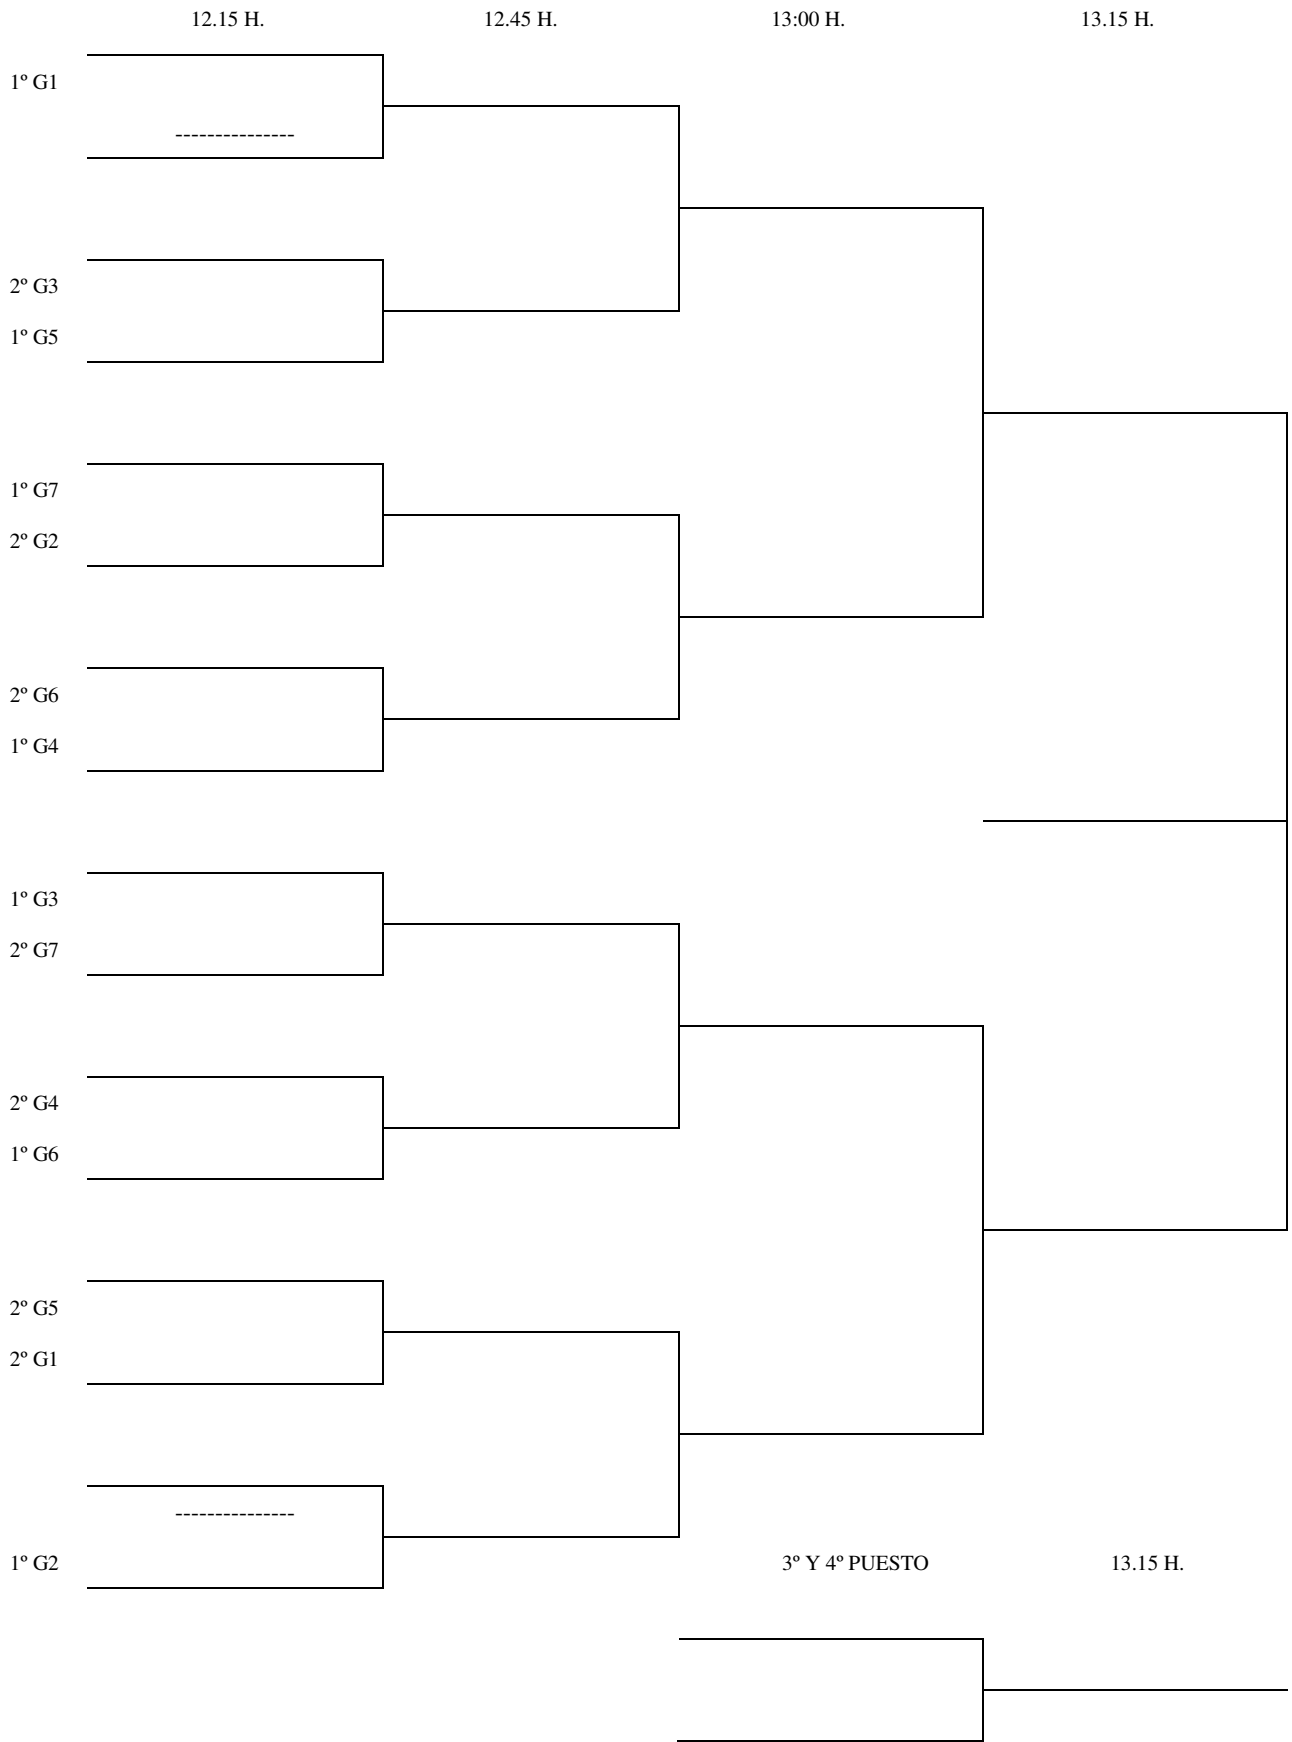 12.15 H. 12.45 H. 13:00 H. 13.15 H.
1º G1
---------------
2º G3
1º G5
1º G7
2º G2
2º G6
1º G4
1º G3
2º G7
2º G4
1º G6
2º G5
2º G1
---------------
1º G2 3º Y 4º PUESTO 13.15 H.